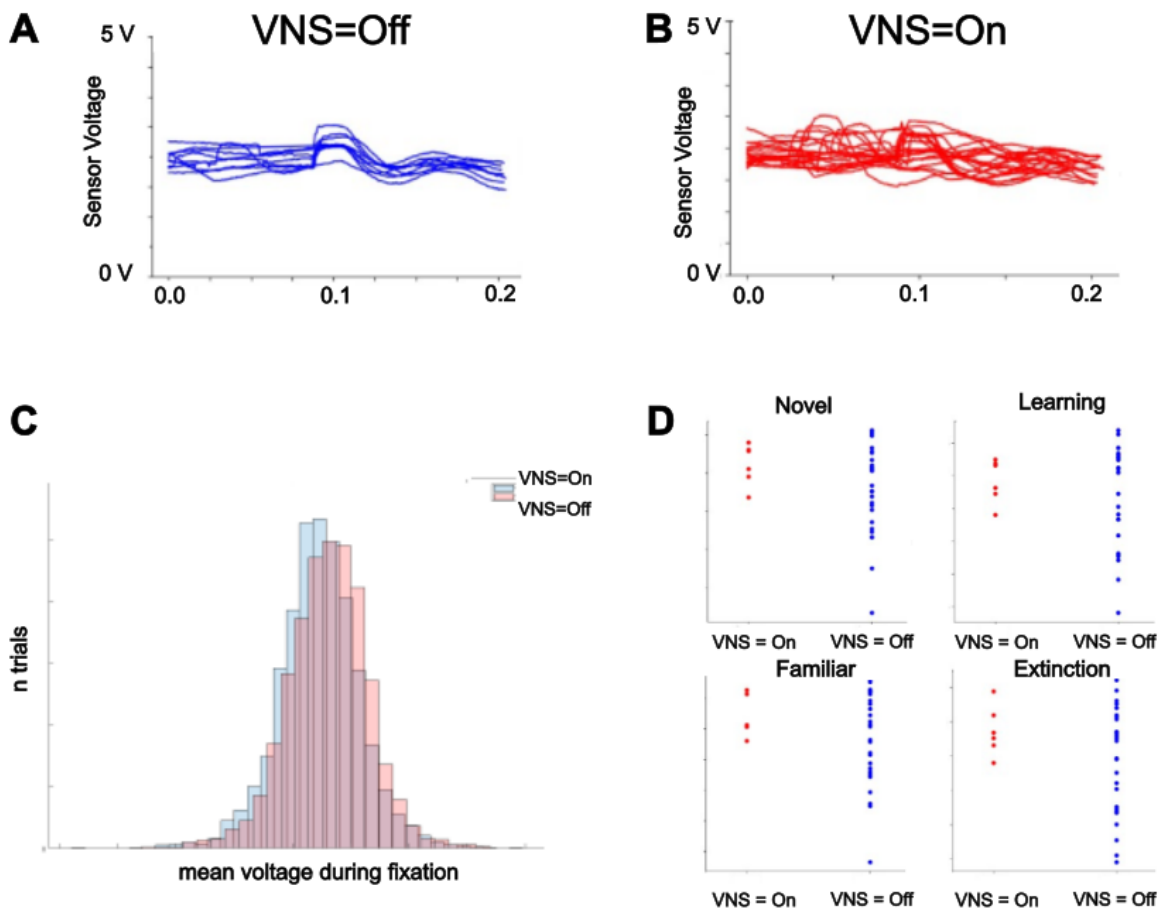 A
VNS=Off
5 V
Sensor Voltage
0 V
0.0
0.1
0.2
B
VNS=On
5 V
Sensor Voltage
0 V
0.0
0.1
0.2
C
VNS=On
VNS=Off
n trials
mean voltage during fixation
D
Novel
VNS = On
VNS = Off
Learning
VNS = On
VNS = Off
Familiar
VNS = On
VNS = Off
Extinction
VNS = On
VNS = Off